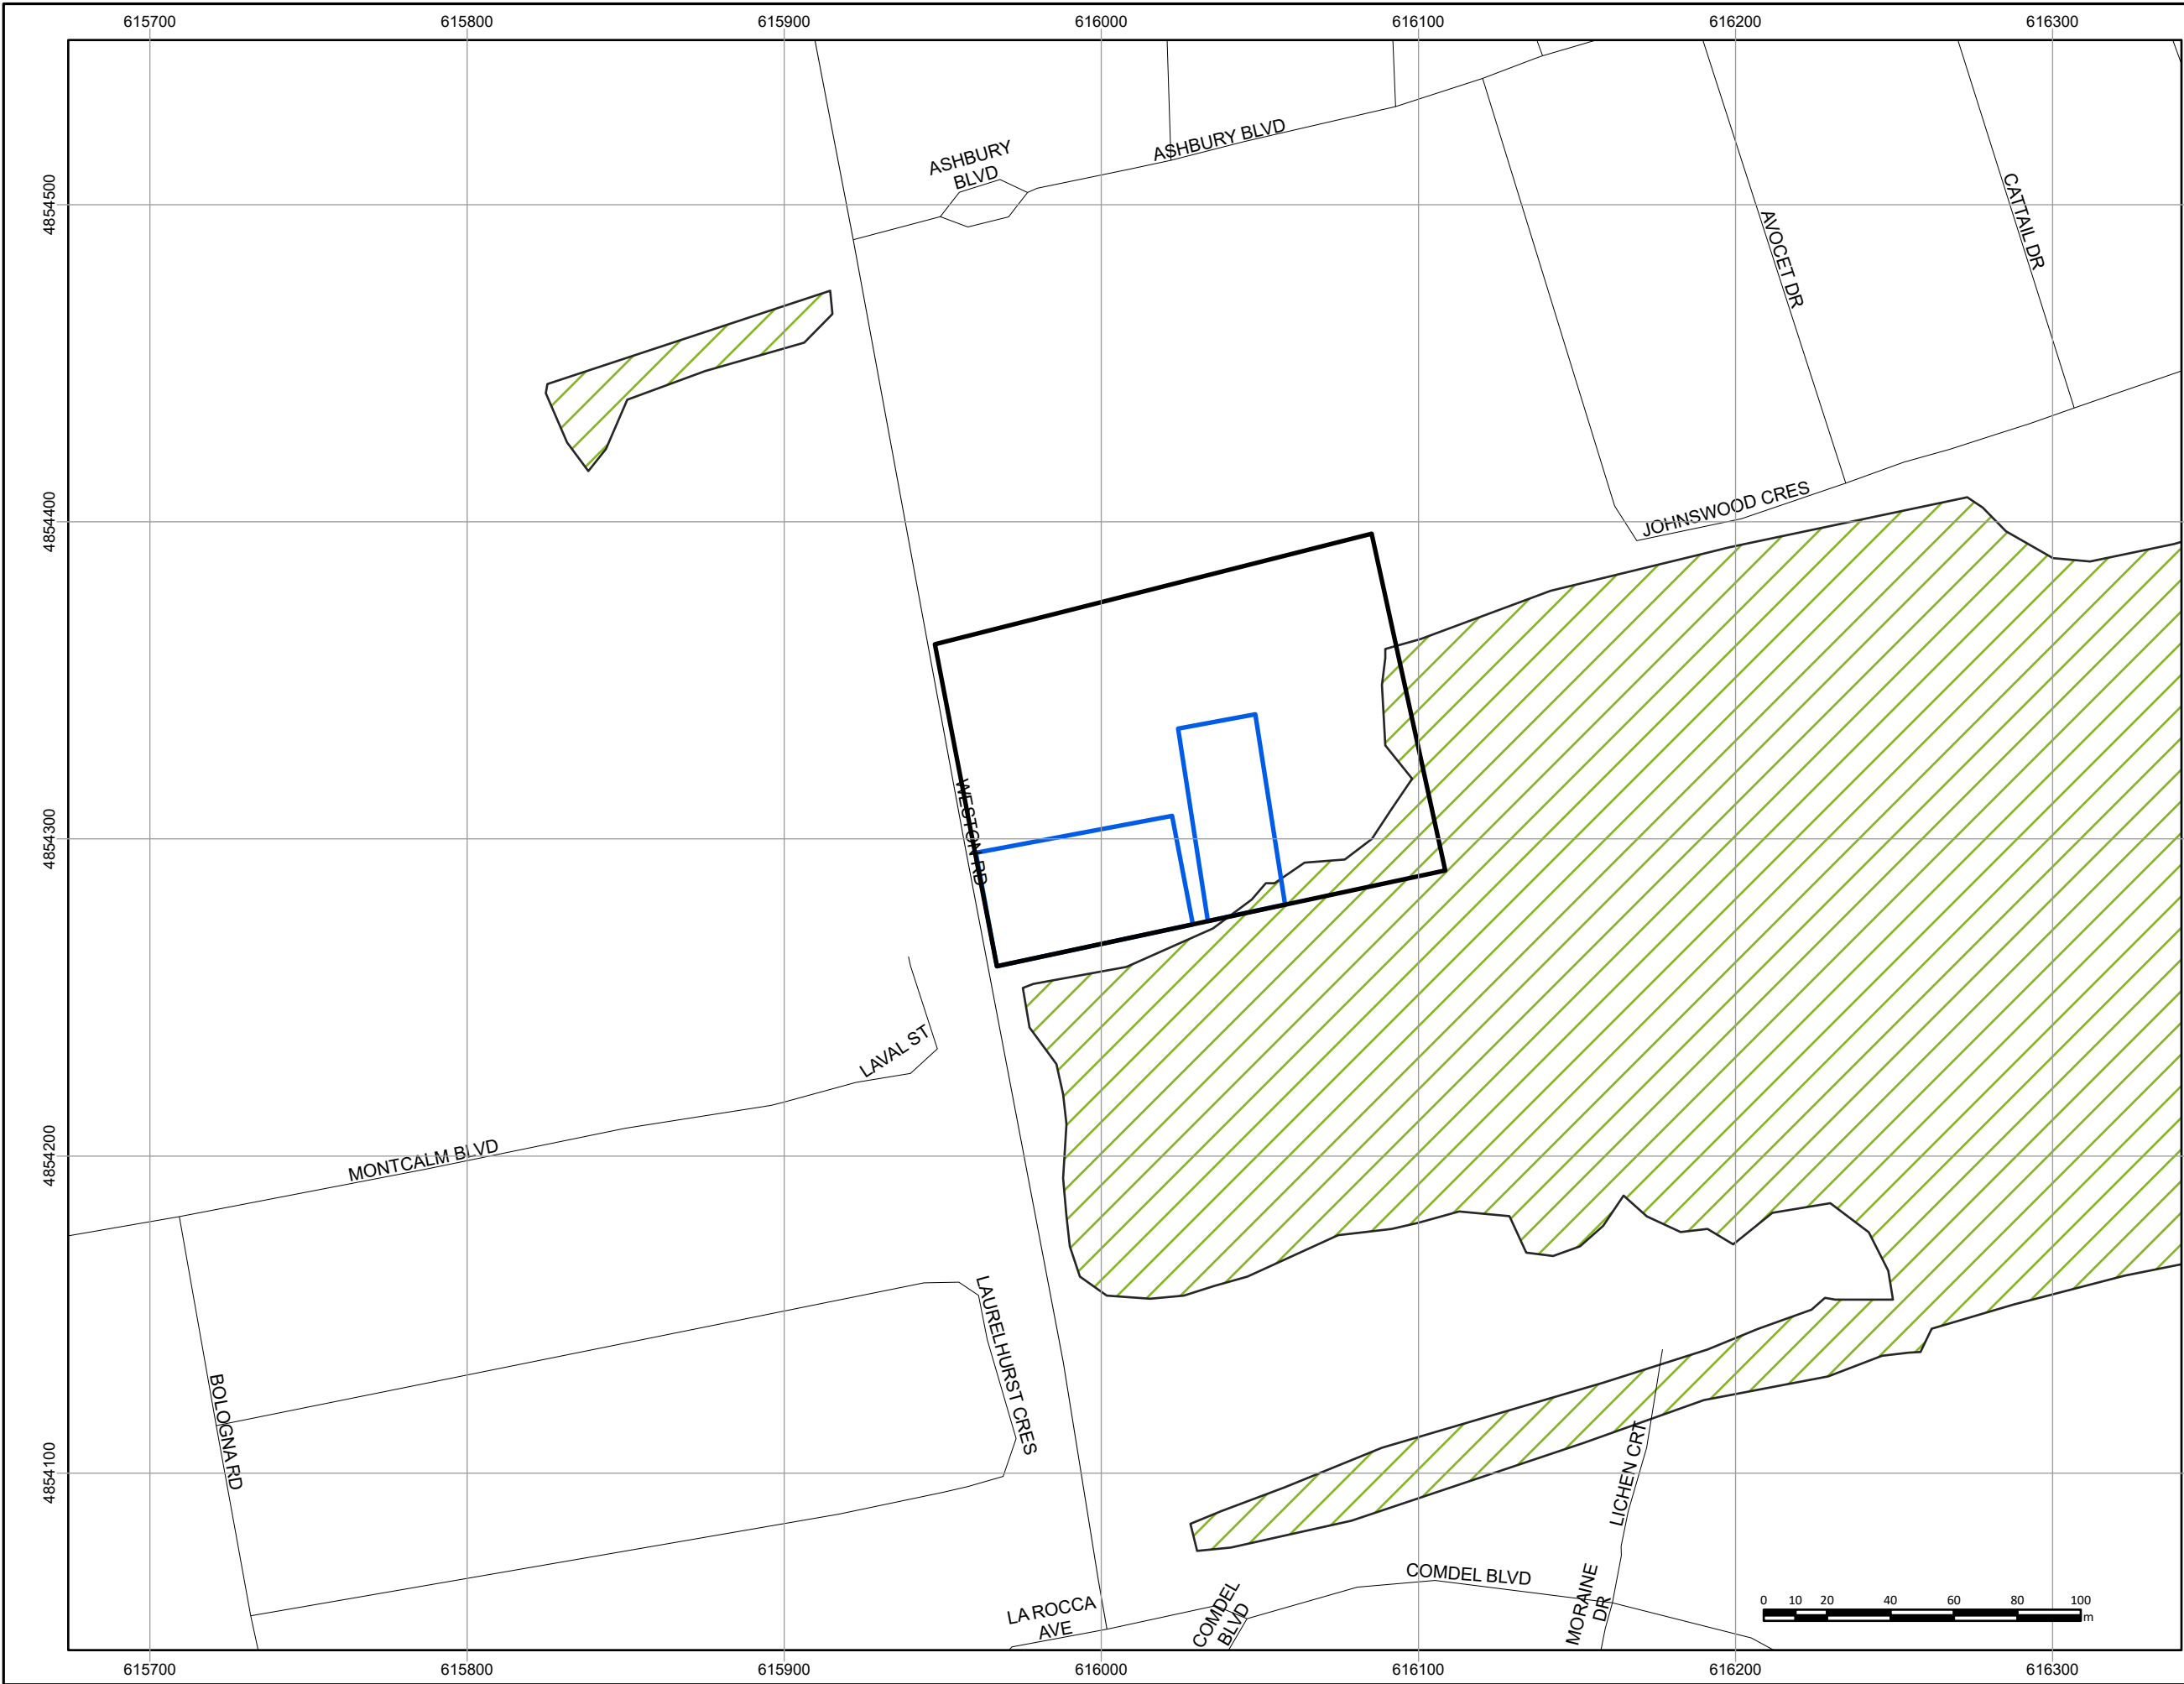 615700 615800 615900 616000 616100 616200 616300
ASHBURY
BLVD
ASHBURY BLVD
4854500
AVOCET DR
CATTAIL DR
4854400
JOHNSWOOD CRES
4854300
WESTON RD
LAVAL ST
4854200
MONTCALM BLVD
LAURELHURST CRES
BOLOGNA RD
4854100
LICHEN CRT
COMDEL BLVD
MORAINE
DR
LA ROCCA
AVE
COMDEL
BLVD
0 10 20 40 60 80 100
m
615700 615800 615900 616000 616100 616200 616300